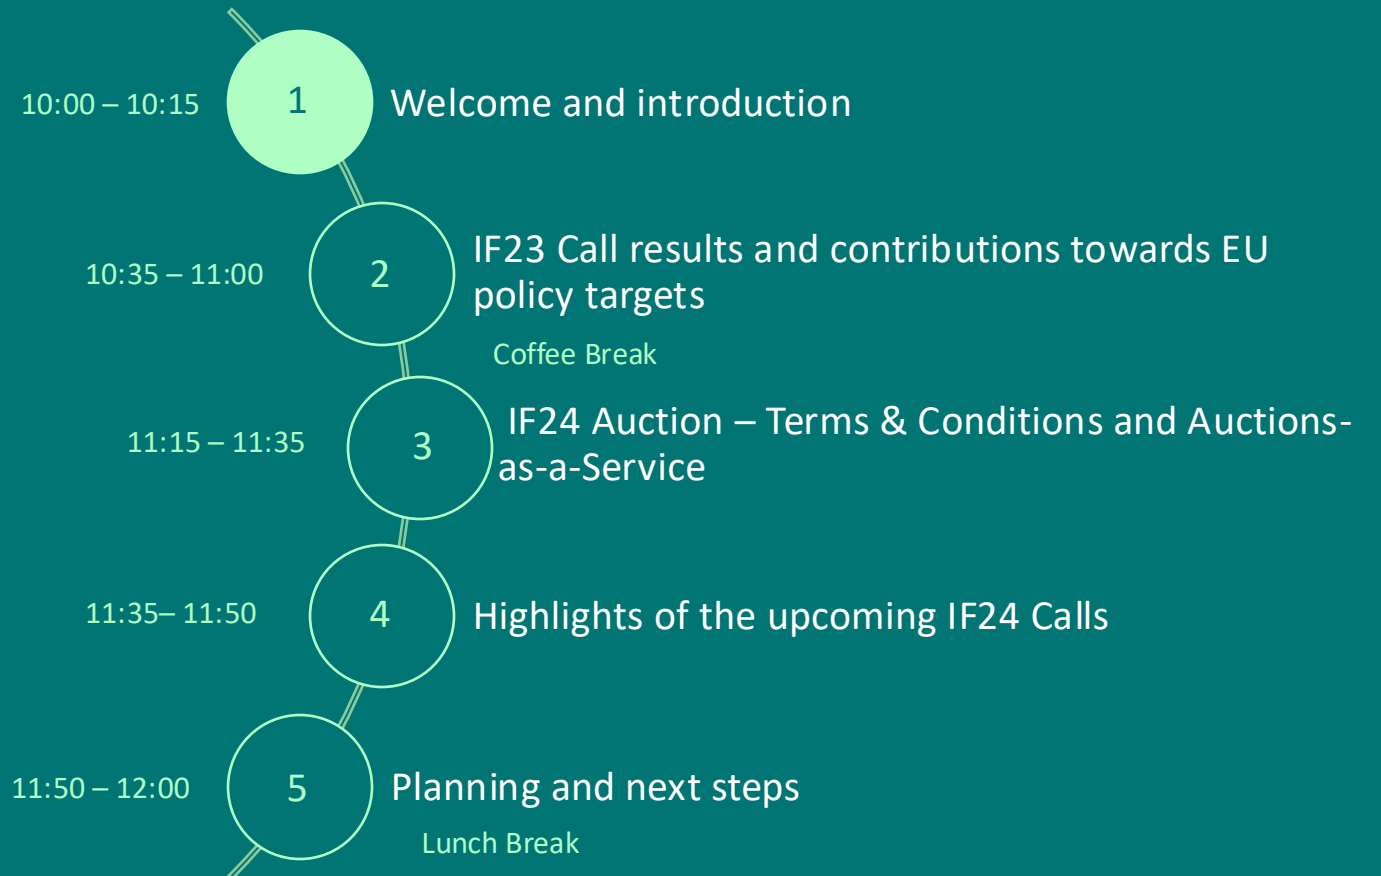 10:00 – 10:15
1
Welcome and introduction
10:35 – 11:00
2
IF23 Call results and contributions towards EU
policy targets
Coffee Break
11:15 – 11:35
3
IF24 Auction – Terms & Conditions and Auctions-
as-a-Service
11:35– 11:50
4
Highlights of the upcoming IF24 Calls
11:50 – 12:00
5
Planning and next steps
Lunch Break